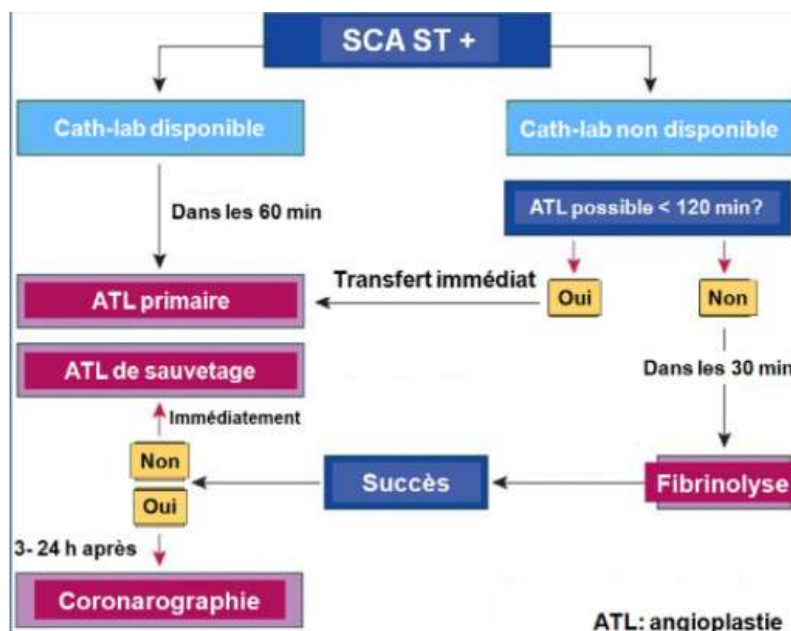 SCA ST +
Cath-lab disponible
Cath-lab non disponible
Dans les 60 min
ATL possible < 120 min?
Transfert immédiat
Oui
Non
ATL primaire
ATL de sauvetage
Dans les 30 min
Immédiatement
Non
Oui
Succès
Fibrinolyse
3- 24 h après
Coronarographie
ATL: angioplastie